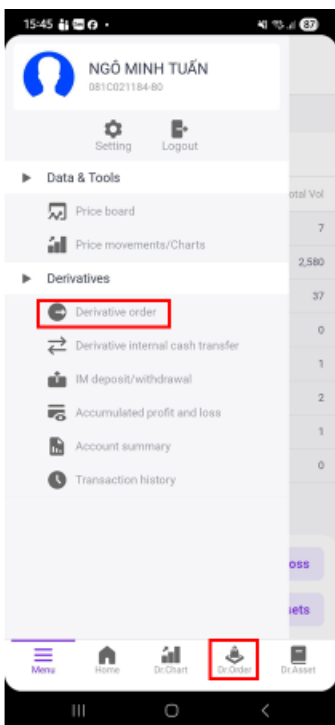 15:45
87
NGÔ MINH TUẤN
081C021184-80
Setting Logout
Data & Tools
otal Vol
Price board
7
Price movements/Charts
2,580
Derivatives
37
Derivative order
0
Derivative internal cash transfer
1
IM deposit/withdrawal
2
Accumulated profit and loss
1
Account summary
0
Transaction history
oss
sets
Menu Home Dr.Chart Dr.Order Dr.Asset